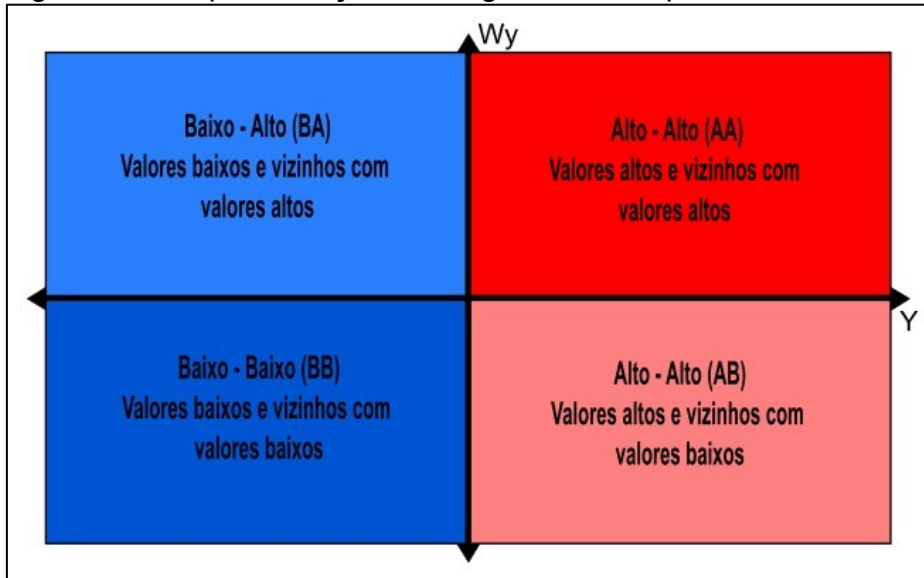 Wy
Baixo - Alto (BA)
Valores baixos e vizinhos com
valores altos
Alto - Alto (AA)
Valores altos e vizinhos com
valores altos
Y
Baixo - Baixo (BB)
Valores baixos e vizinhos com
valores baixos
Alto - Alto (AB)
Valores altos e vizinhos com
valores baixos